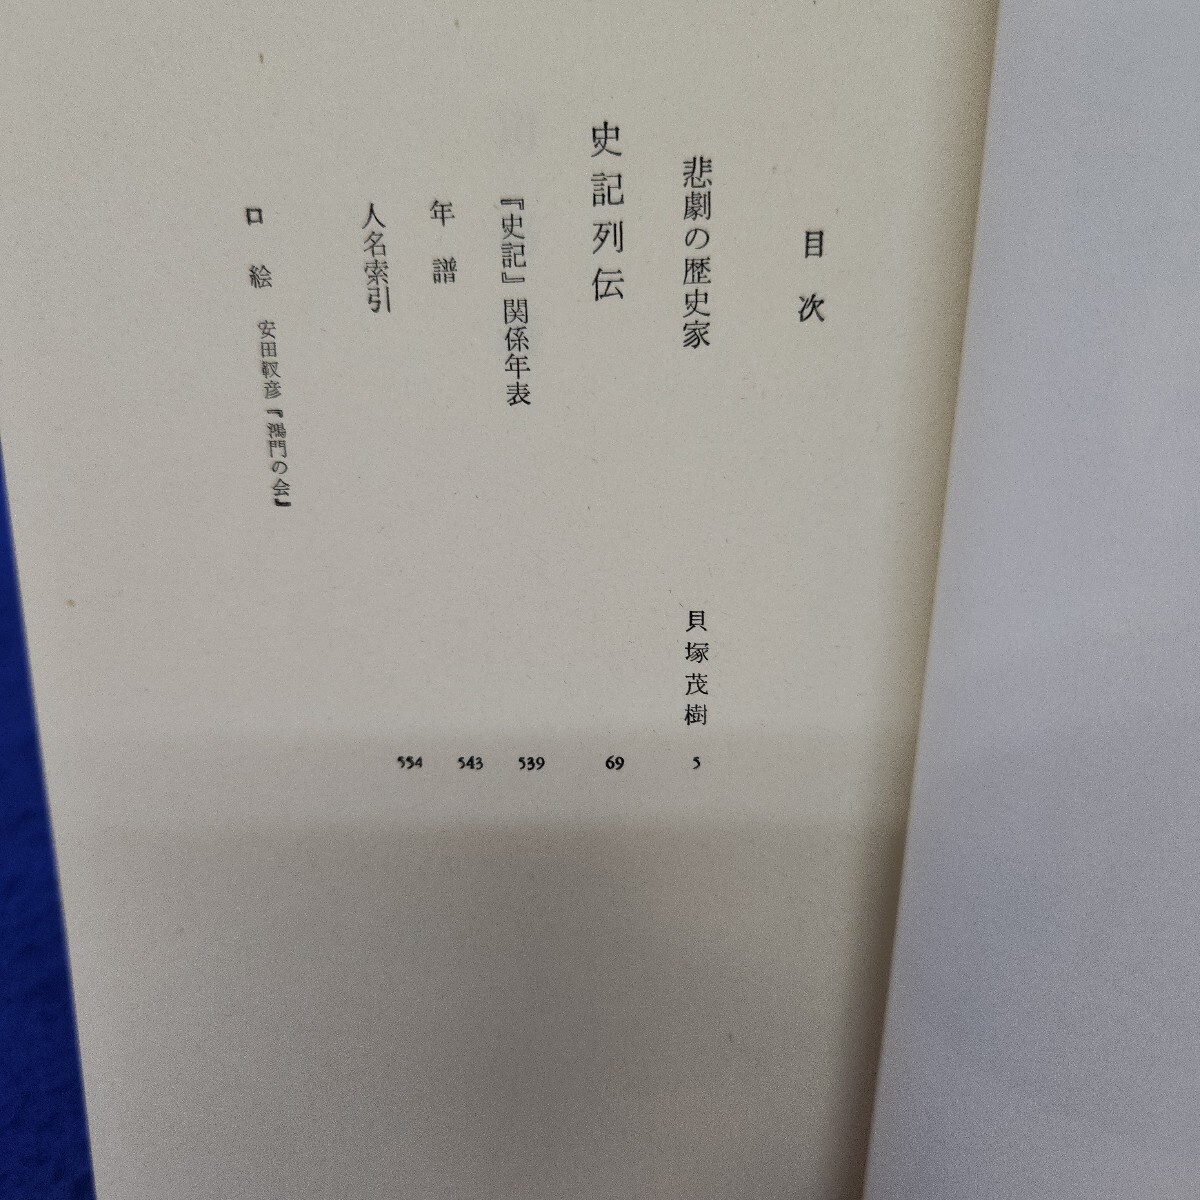 目次
悲劇の歴史家 貝塚茂樹 5
史記列伝 69
『史記』関係年表 539
年譜 543
人名索引 554
口絵 安田靫彦『鴻門の会』